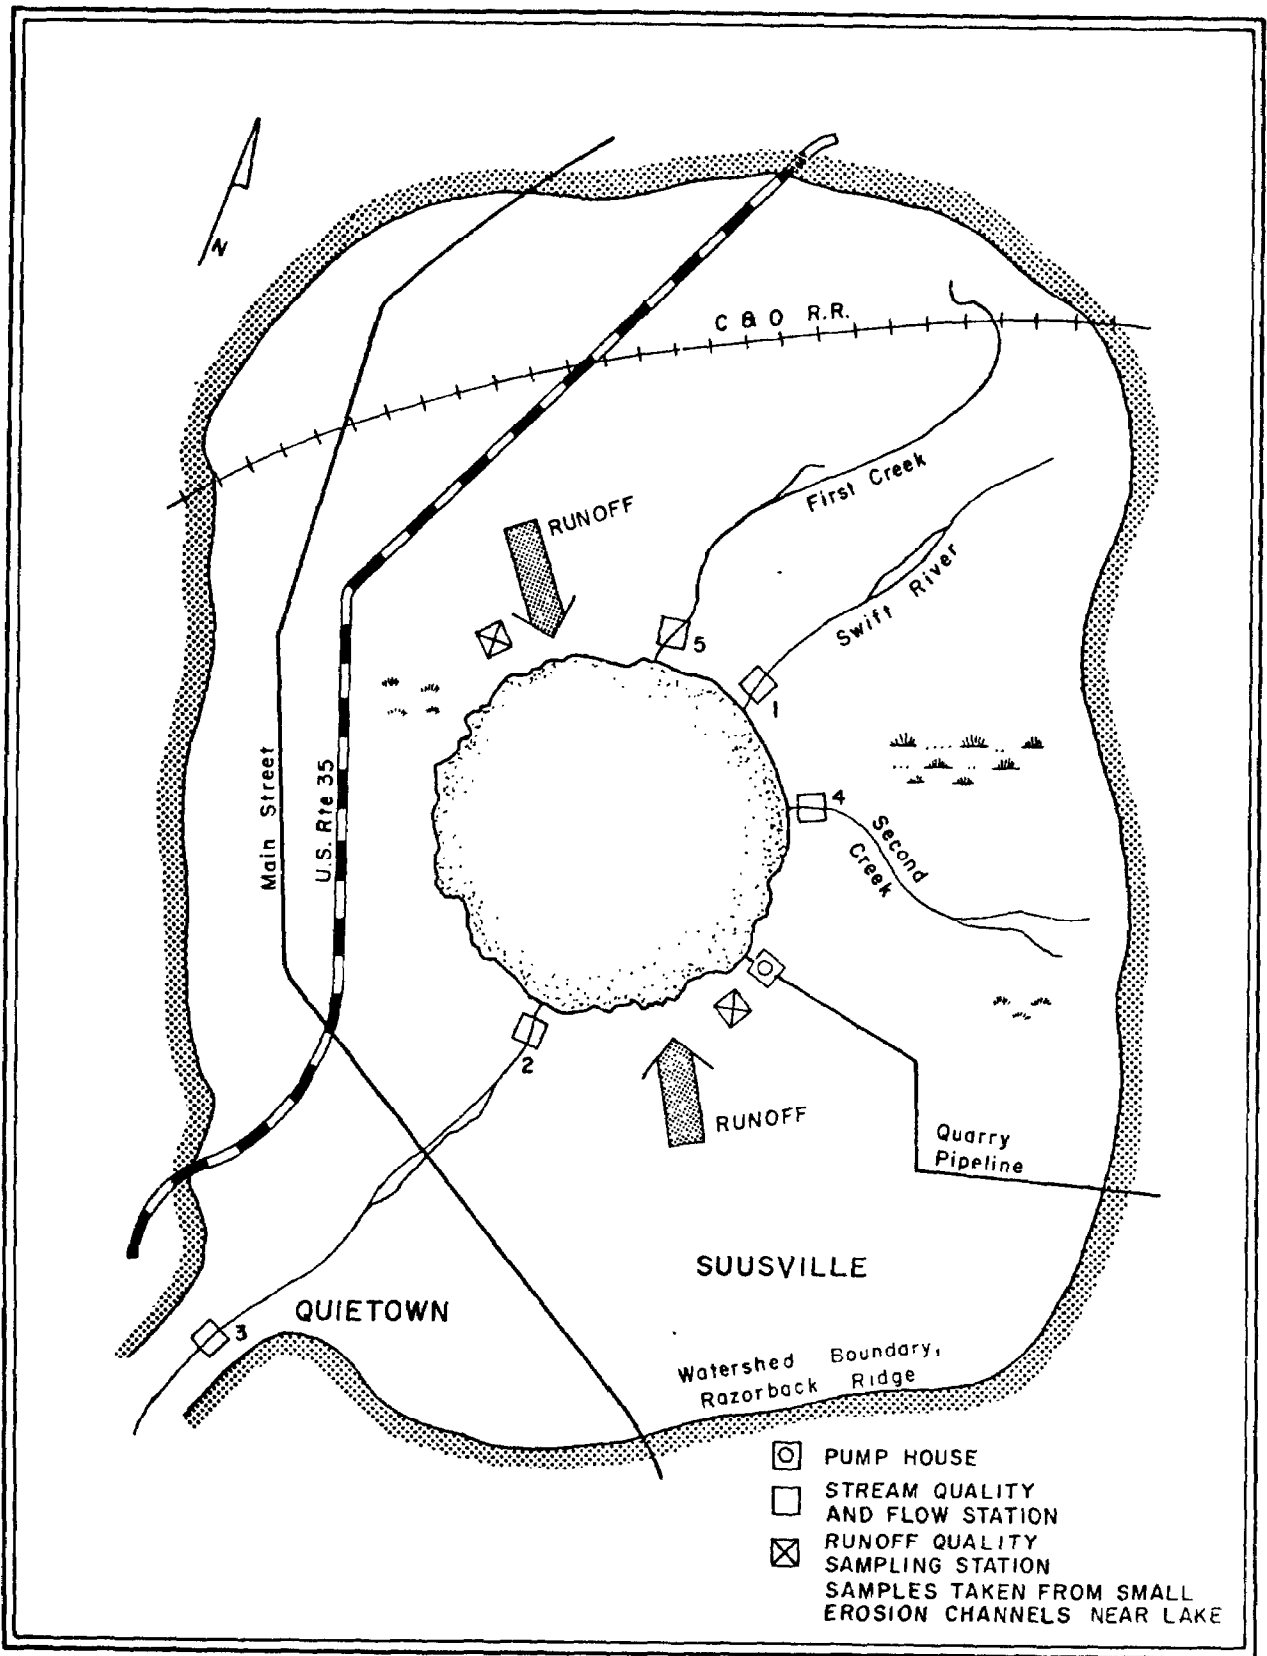 N
C & O R.R.
First Creek
RUNOFF
Swift River
5
1
4
Second
Creek
Main Street
U.S. Rte 35
2
RUNOFF
Quarry
Pipeline
SUUSVILLE
QUIETOWN
3
Watershed Boundary,
Razorback Ridge
PUMP HOUSE
STREAM QUALITY
AND FLOW STATION
RUNOFF QUALITY
SAMPLING STATION
SAMPLES TAKEN FROM SMALL
EROSION CHANNELS NEAR LAKE